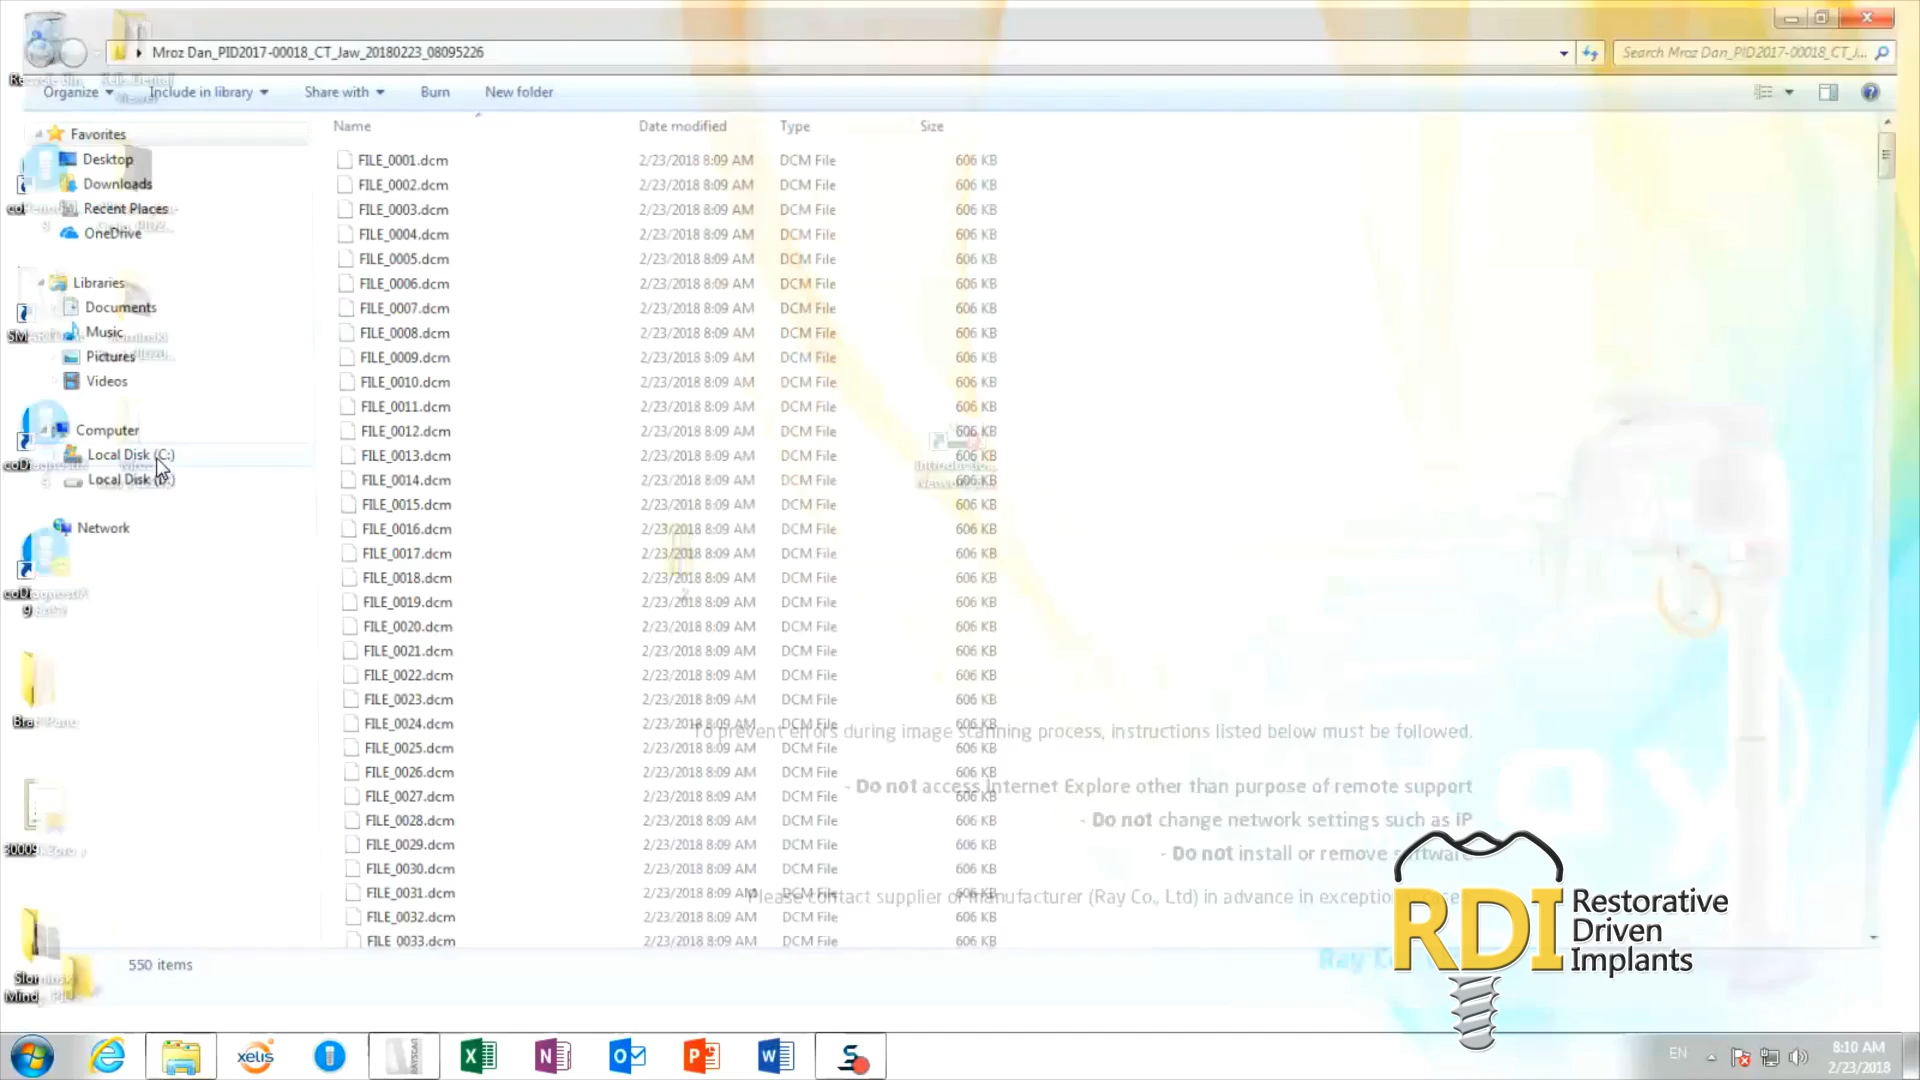 Mroz Dan_PID2017-00018_CT_Jaw_20180223_08095226
Search Mroz Dan_PID2017-00018_CT_J...
Organize
Include in library
Share with
Burn
New folder
Name Date modified Type Size
Favorites
Desktop
Downloads
Recent Places
OneDrive
Libraries
Documents
Music
Pictures
Videos
Computer
Local Disk (C:)
Local Disk
Network
FILE_0001.dcm 2/23/2018 8:09 AM DCM File 606 KB
FILE_0002.dcm 2/23/2018 8:09 AM DCM File 606 KB
FILE_0003.dcm 2/23/2018 8:09 AM DCM File 606 KB
FILE_0004.dcm 2/23/2018 8:09 AM DCM File 606 KB
FILE_0005.dcm 2/23/2018 8:09 AM DCM File 606 KB
FILE_0006.dcm 2/23/2018 8:09 AM DCM File 606 KB
FILE_0007.dcm 2/23/2018 8:09 AM DCM File 606 KB
FILE_0008.dcm 2/23/2018 8:09 AM DCM File 606 KB
FILE_0009.dcm 2/23/2018 8:09 AM DCM File 606 KB
FILE_0010.dcm 2/23/2018 8:09 AM DCM File 606 KB
FILE_0011.dcm 2/23/2018 8:09 AM DCM File 606 KB
FILE_0012.dcm 2/23/2018 8:09 AM DCM File 606 KB
FILE_0013.dcm 2/23/2018 8:09 AM DCM File 606 KB
FILE_0014.dcm 2/23/2018 8:09 AM DCM File 606 KB
FILE_0015.dcm 2/23/2018 8:09 AM DCM File 606 KB
FILE_0016.dcm 2/23/2018 8:09 AM DCM File 606 KB
FILE_0017.dcm 2/23/2018 8:09 AM DCM File 606 KB
FILE_0018.dcm 2/23/2018 8:09 AM DCM File 606 KB
FILE_0019.dcm 2/23/2018 8:09 AM DCM File 606 KB
FILE_0020.dcm 2/23/2018 8:09 AM DCM File 606 KB
FILE_0021.dcm 2/23/2018 8:09 AM DCM File 606 KB
FILE_0022.dcm 2/23/2018 8:09 AM DCM File 606 KB
FILE_0023.dcm 2/23/2018 8:09 AM DCM File 606 KB
FILE_0024.dcm 2/23/2018 8:09 AM DCM File 606 KB
FILE_0025.dcm 2/23/2018 8:09 AM DCM File 606 KB
FILE_0026.dcm 2/23/2018 8:09 AM DCM File 606 KB
FILE_0027.dcm 2/23/2018 8:09 AM DCM File 606 KB
FILE_0028.dcm 2/23/2018 8:09 AM DCM File 606 KB
FILE_0029.dcm 2/23/2018 8:09 AM DCM File 606 KB
FILE_0030.dcm 2/23/2018 8:09 AM DCM File 606 KB
FILE_0031.dcm 2/23/2018 8:09 AM DCM File 606 KB
FILE_0032.dcm 2/23/2018 8:09 AM DCM File 606 KB
FILE_0033.dcm 2/23/2018 8:09 AM DCM File 606 KB
To prevent errors during image scanning process, instructions listed below must be followed.
- Do not access Internet Explore other than purpose of remote support
- Do not change network settings such as IP
- Do not install or remove software
Please contact supplier or manufacturer (Ray Co., Ltd) in advance in
Ray
RDI Restorative
Driven
Implants
550 items
xelis
RAYSCAN
EN
8:10 AM
2/23/2018